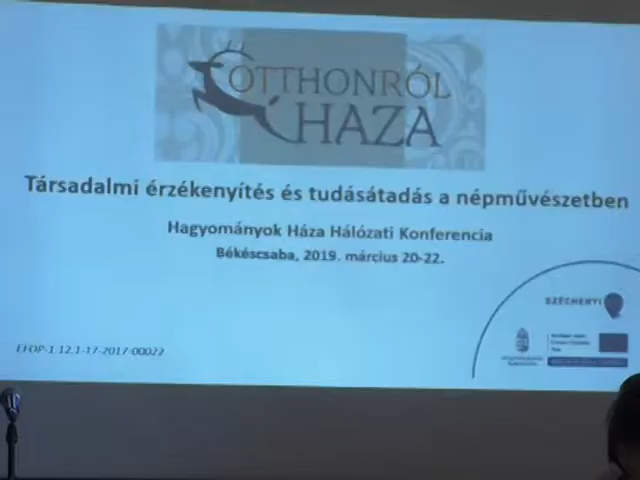 OTTHONRÓL
HAZA
Társadalmi érzékenyítés és tudásátadás a népművészetben
Hagyományok Háza Hálózati Konferencia
Békéscsaba, 2019. március 20-22.
SZÉCHENYI
EFOP-1.12.1-17-2017-00022